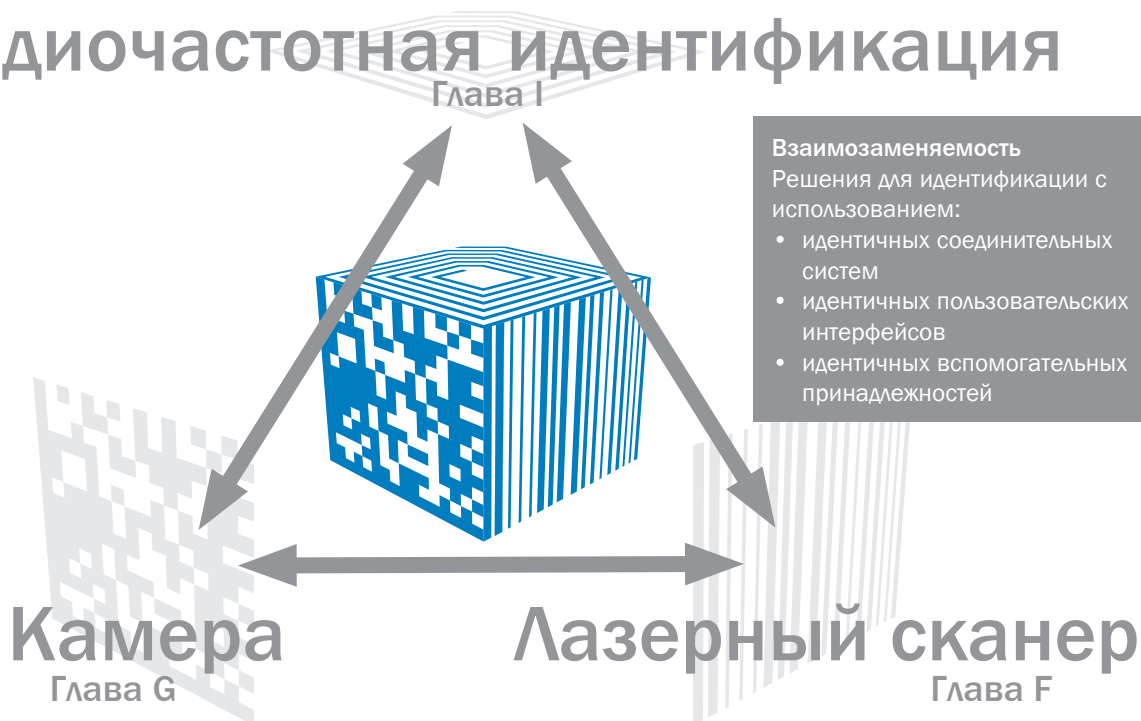 диочастотная идентификация
Глава I
Взаимозаменяемость
Решения для идентификации с
использованием:
• идентичных соединительных
систем
• идентичных пользовательских
интерфейсов
• идентичных вспомогательных
принадлежностей
Камера
Глава G
Лазерный сканер
Глава F